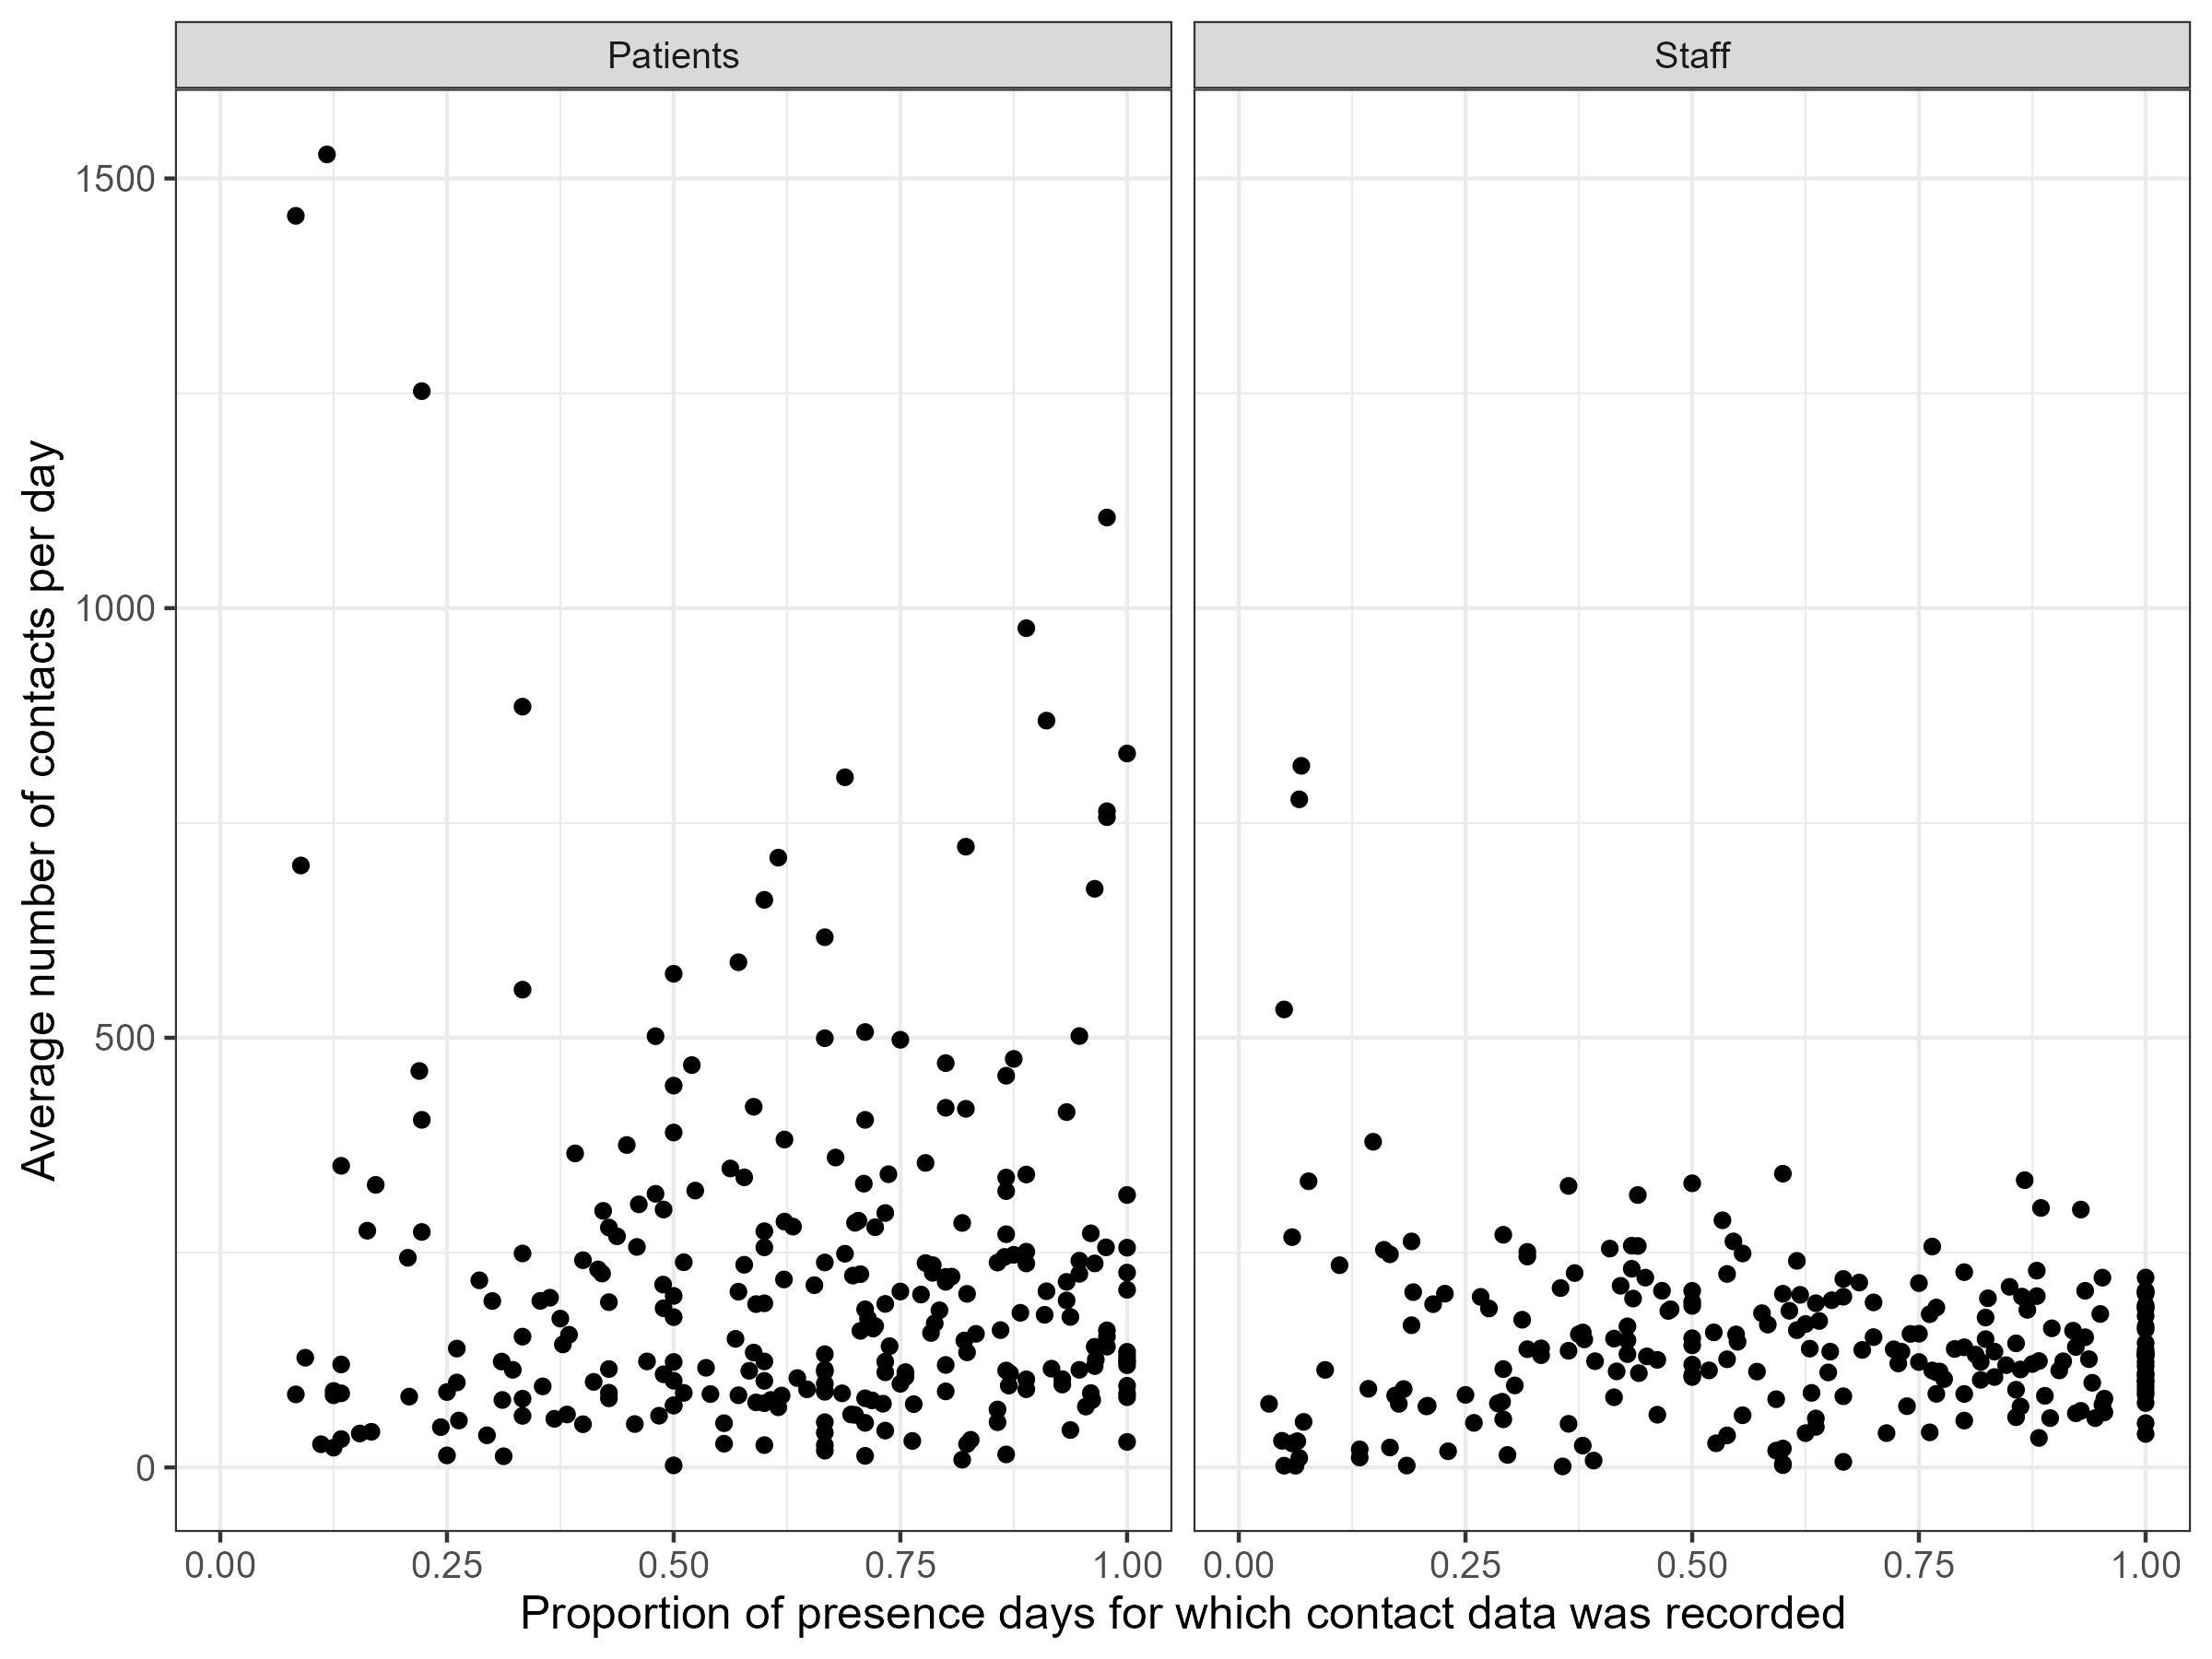 Patients
Staff
Average number of contacts per day
1500
1000
500
0
0.00 0.25 0.50 0.75 1.00
0.00 0.25 0.50 0.75 1.00
Proportion of presence days for which contact data was recorded